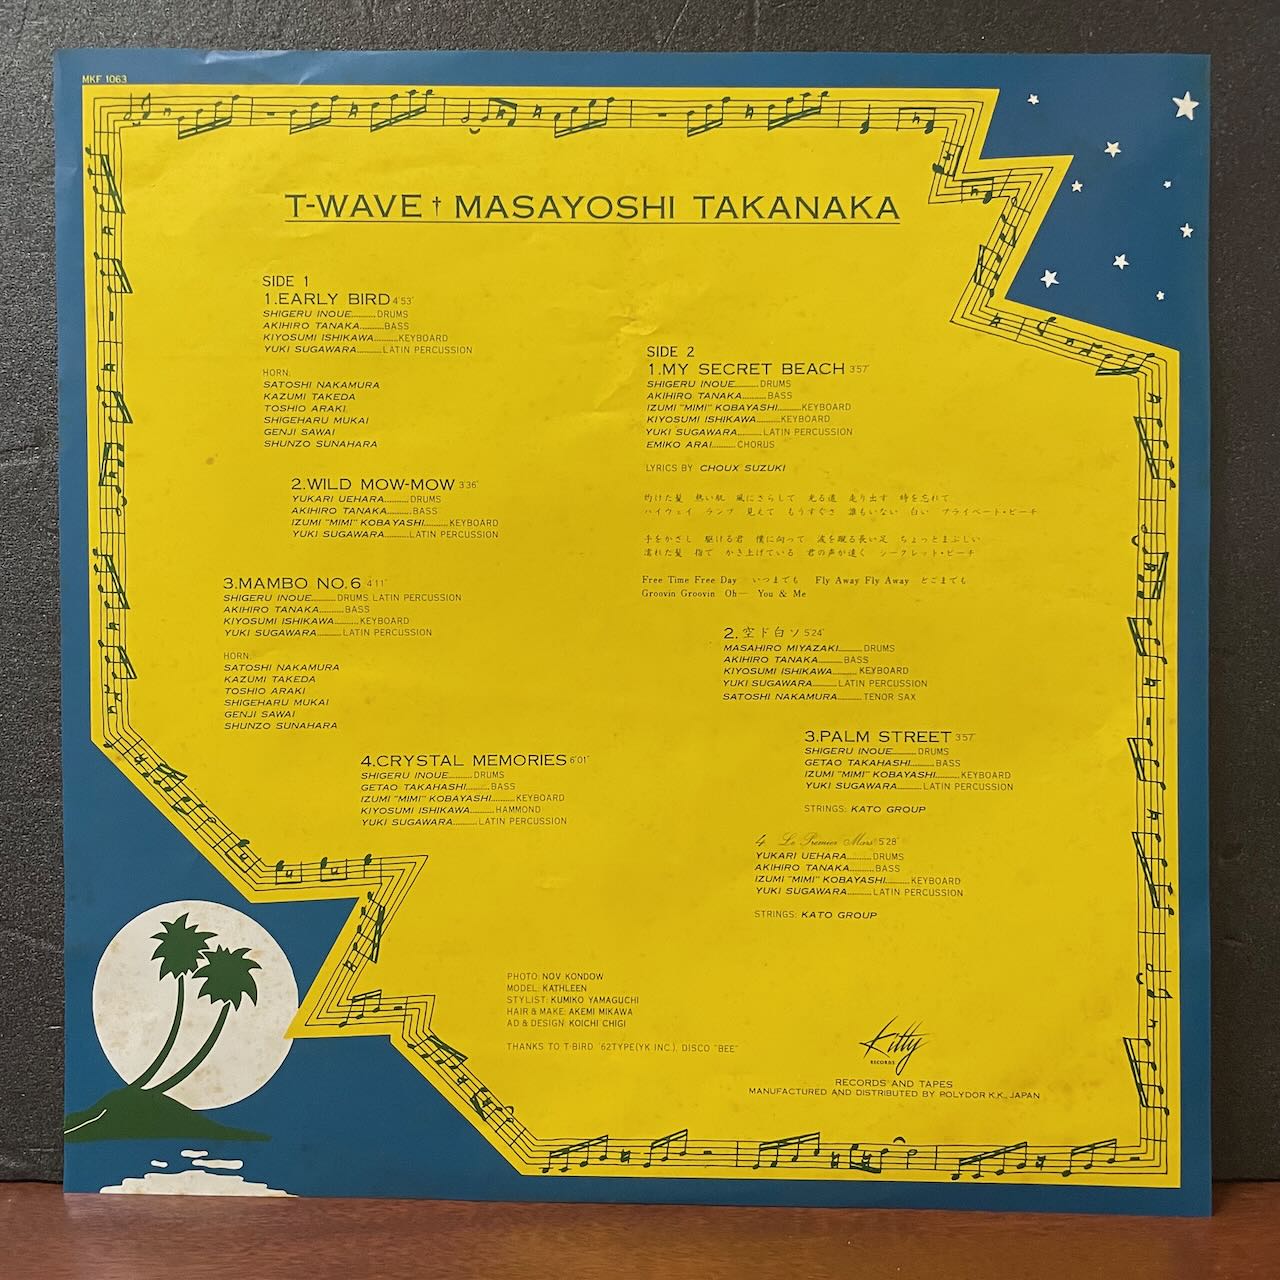 MKF 1063
T-WAVE † MASAYOSHI TAKANAKA
SIDE 1
1.EARLY BIRD 4'53"
SHIGERU INOUE..........DRUMS
AKIHIRO TANAKA..........BASS
KIYOSUMI ISHIKAWA..........KEYBOARD
YUKI SUGAWARA..........LATIN PERCUSSION
HORN:
SATOSHI NAKAMURA
KAZUMI TAKEDA
TOSHIO ARAKI
SHIGEHARU MUKAI
GENJI SAWAI
SHUNZO SUNAHARA
2.WILD MOW-MOW 3'36"
YUKARI UEHARA..........DRUMS
AKIHIRO TANAKA..........BASS
IZUMI "MIMI" KOBAYASHI..........KEYBOARD
YUKI SUGAWARA..........LATIN PERCUSSION
3.MAMBO NO.6 4'11"
SHIGERU INOUE..........DRUMS, LATIN PERCUSSION
AKIHIRO TANAKA..........BASS
KIYOSUMI ISHIKAWA..........KEYBOARD
YUKI SUGAWARA..........LATIN PERCUSSION
HORN:
SATOSHI NAKAMURA
KAZUMI TAKEDA
TOSHIO ARAKI
SHIGEHARU MUKAI
GENJI SAWAI
SHUNZO SUNAHARA
4.CRYSTAL MEMORIES 6'01"
SHIGERU INOUE..........DRUMS
GETAO TAKAHASHI..........BASS
IZUMI "MIMI" KOBAYASHI..........KEYBOARD
KIYOSUMI ISHIKAWA..........HAMMOND
YUKI SUGAWARA..........LATIN PERCUSSION
SIDE 2
1.MY SECRET BEACH 3'57"
SHIGERU INOUE..........DRUMS
AKIHIRO TANAKA..........BASS
IZUMI "MIMI" KOBAYASHI..........KEYBOARD
KIYOSUMI ISHIKAWA..........KEYBOARD
YUKI SUGAWARA..........LATIN PERCUSSION
EMIKO ARAI..........CHORUS
LYRICS BY CHOUX SUZUKI
灼けた髪 熱い肌 風にさらして 光る道 走り出す 時を忘れて
ハイウェイ ランプ 見えて もうすぐさ 誰もいない 白い プライベート・ビーチ
手をかざし 駆ける君 僕に向って 波を蹴る長い足 ちょっとまぶしい
濡れた髪 指で かき上げている 君の声が遠く シークレット・ビーチ
Free Time Free Day いつまでも Fly Away Fly Away どこまでも
Groovin Groovin Oh— You & Me
2.空ド白ソ 5'24"
MASAHIRO MIYAZAKI..........DRUMS
AKIHIRO TANAKA..........BASS
KIYOSUMI ISHIKAWA..........KEYBOARD
YUKI SUGAWARA..........LATIN PERCUSSION
SATOSHI NAKAMURA..........TENOR SAX
3.PALM STREET 3'57"
SHIGERU INOUE..........DRUMS
GETAO TAKAHASHI..........BASS
IZUMI "MIMI" KOBAYASHI..........KEYBOARD
YUKI SUGAWARA..........LATIN PERCUSSION
STRINGS: KATO GROUP
4. Le Premier Mars 5'28"
YUKARI UEHARA..........DRUMS
AKIHIRO TANAKA..........BASS
IZUMI "MIMI" KOBAYASHI..........KEYBOARD
YUKI SUGAWARA..........LATIN PERCUSSION
STRINGS: KATO GROUP
PHOTO: NOV KONDOW
MODEL: KATHLEEN
STYLIST: KUMIKO YAMAGUCHI
HAIR & MAKE: AKEMI MIKAWA
AD & DESIGN: KOICHI CHIGI
THANKS TO T-BIRD. '62TYPE(YK INC.), DISCO "BEE"
Kitty
RECORDS
RECORDS AND TAPES
MANUFACTURED AND DISTRIBUTED BY POLYDOR K.K., JAPAN